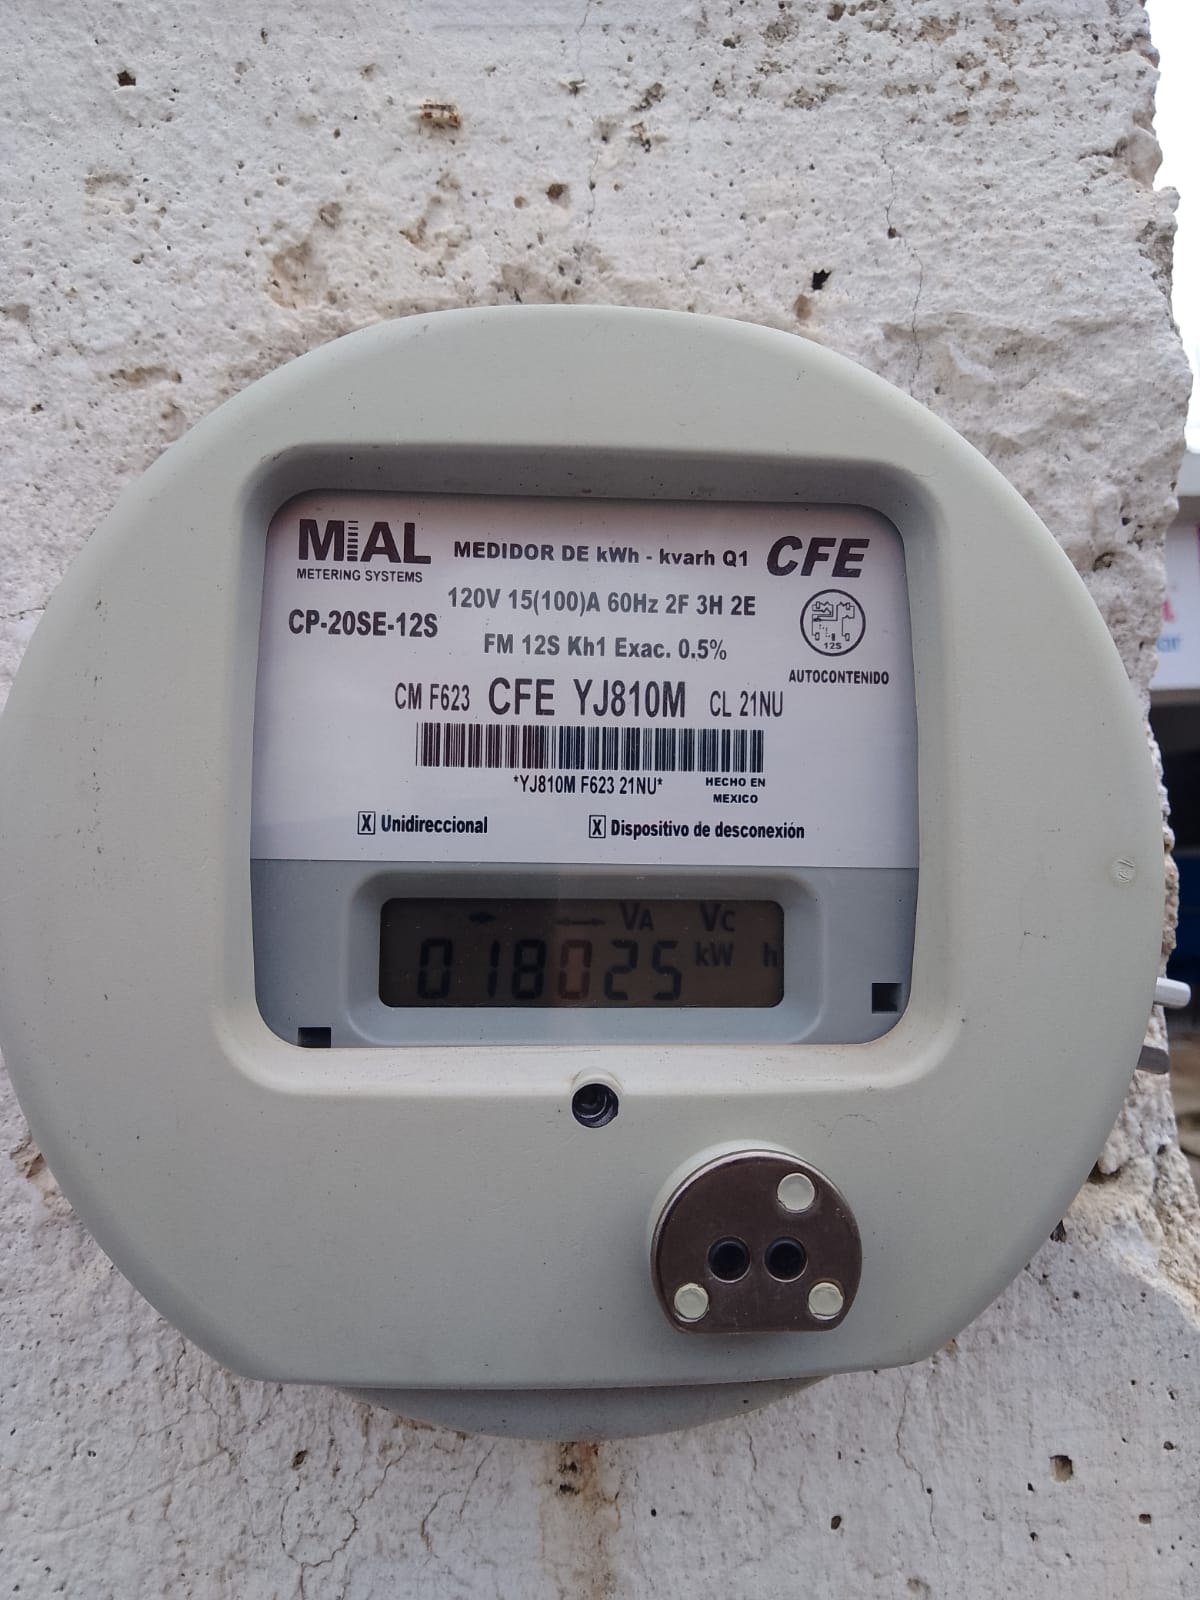 MIAL
METERING SYSTEMS
MEDIDOR DE kWh - kvarh Q1
CFE
CP-20SE-12S
120V 15(100)A 60Hz 2F 3H 2E
FM 12S Kh1 Exac. 0.5%
12S
AUTOCONTENIDO
CM F623 CFE YJ810M CL 21NU
*YJ810M F623 21NU*
HECHO EN
MEXICO
X Unidireccional
X Dispositivo de desconexión
VA VC
018025 kW h